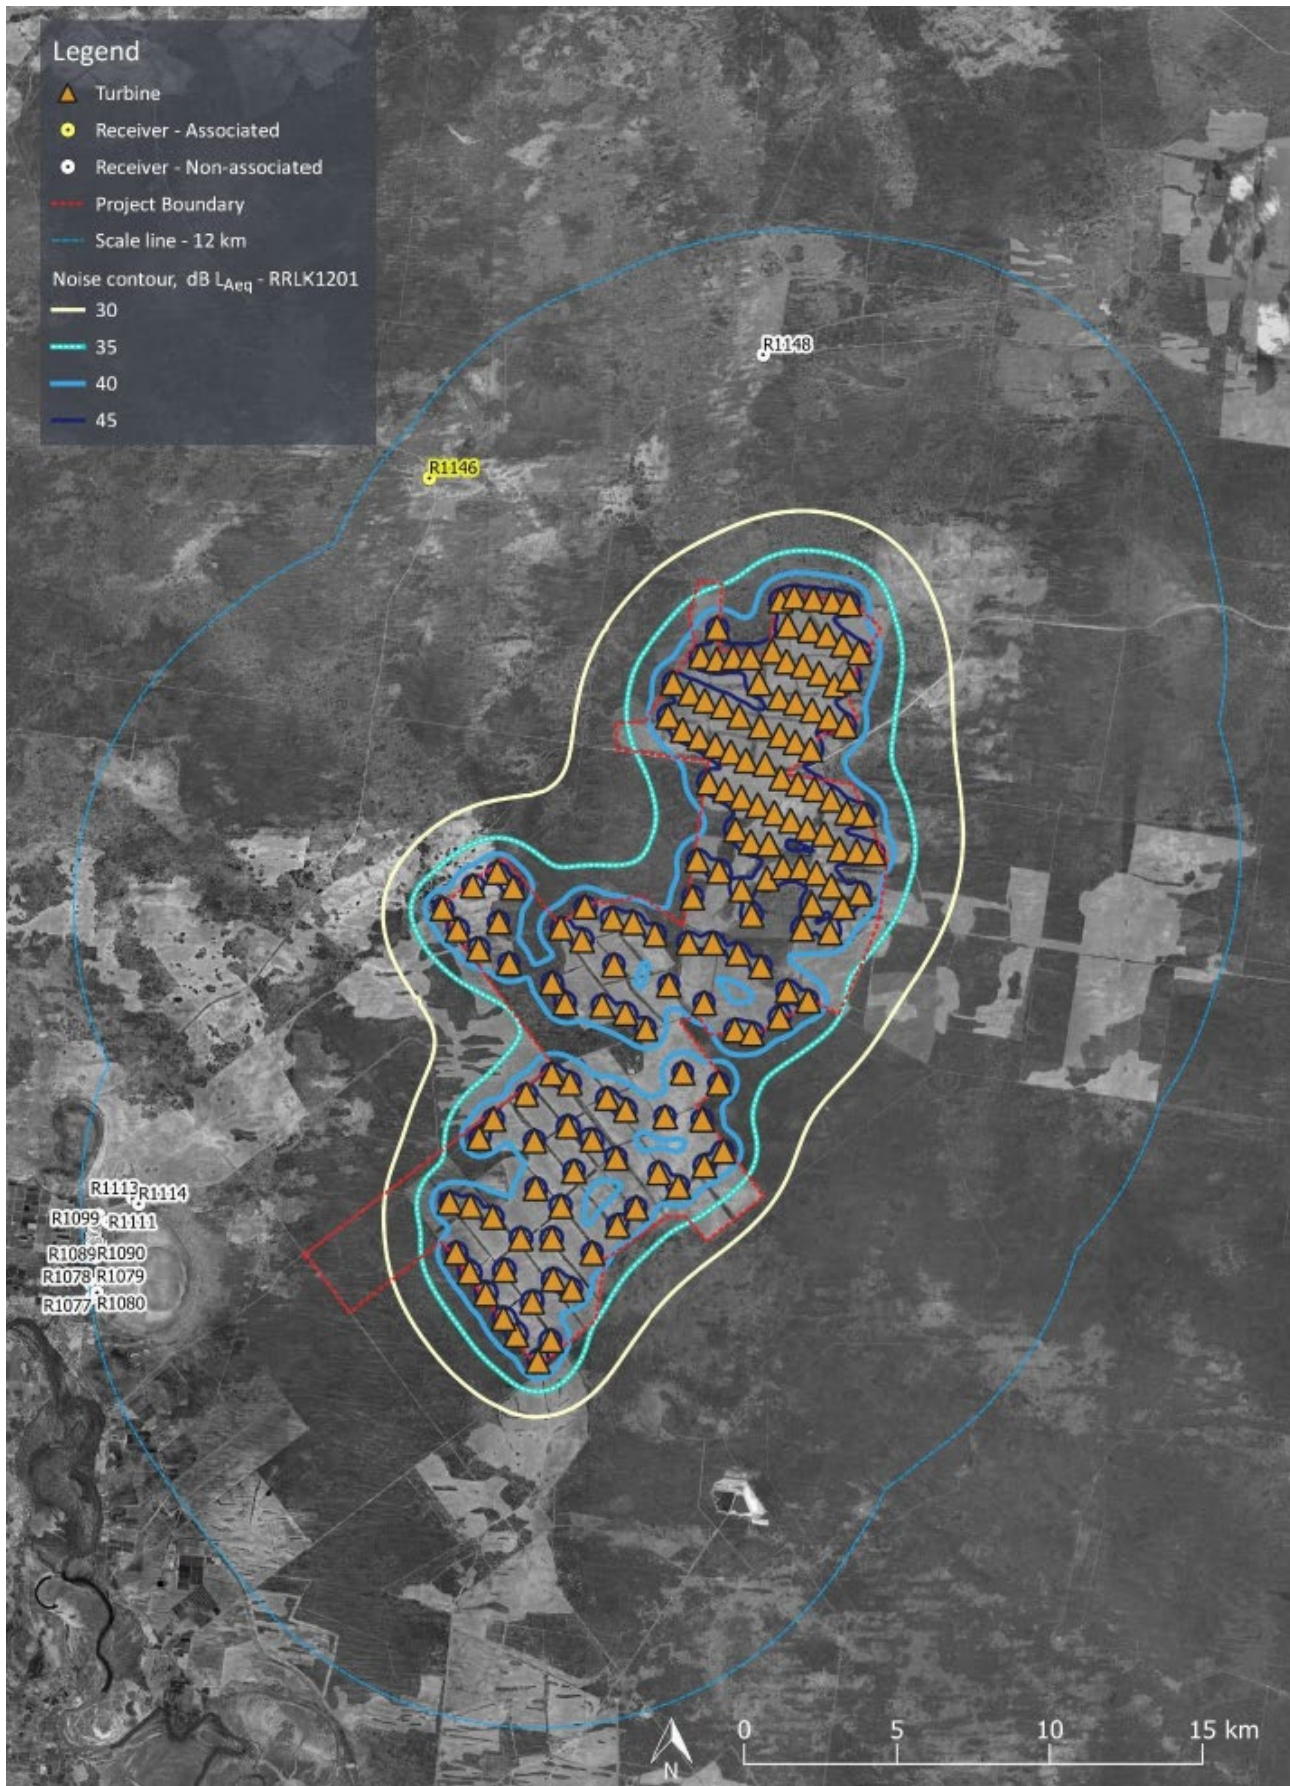 Legend
Turbine
Receiver - Associated
Receiver - Non-associated
Project Boundary
Scale line - 12 km
Noise contour, dB LAeq - RRLK1201
30
35
40
45
R1148
R1146
R1113
R1114
R1099
R1111
R1089
R1090
R1078
R1079
R1077
R1080
0 5 10 15 km
N